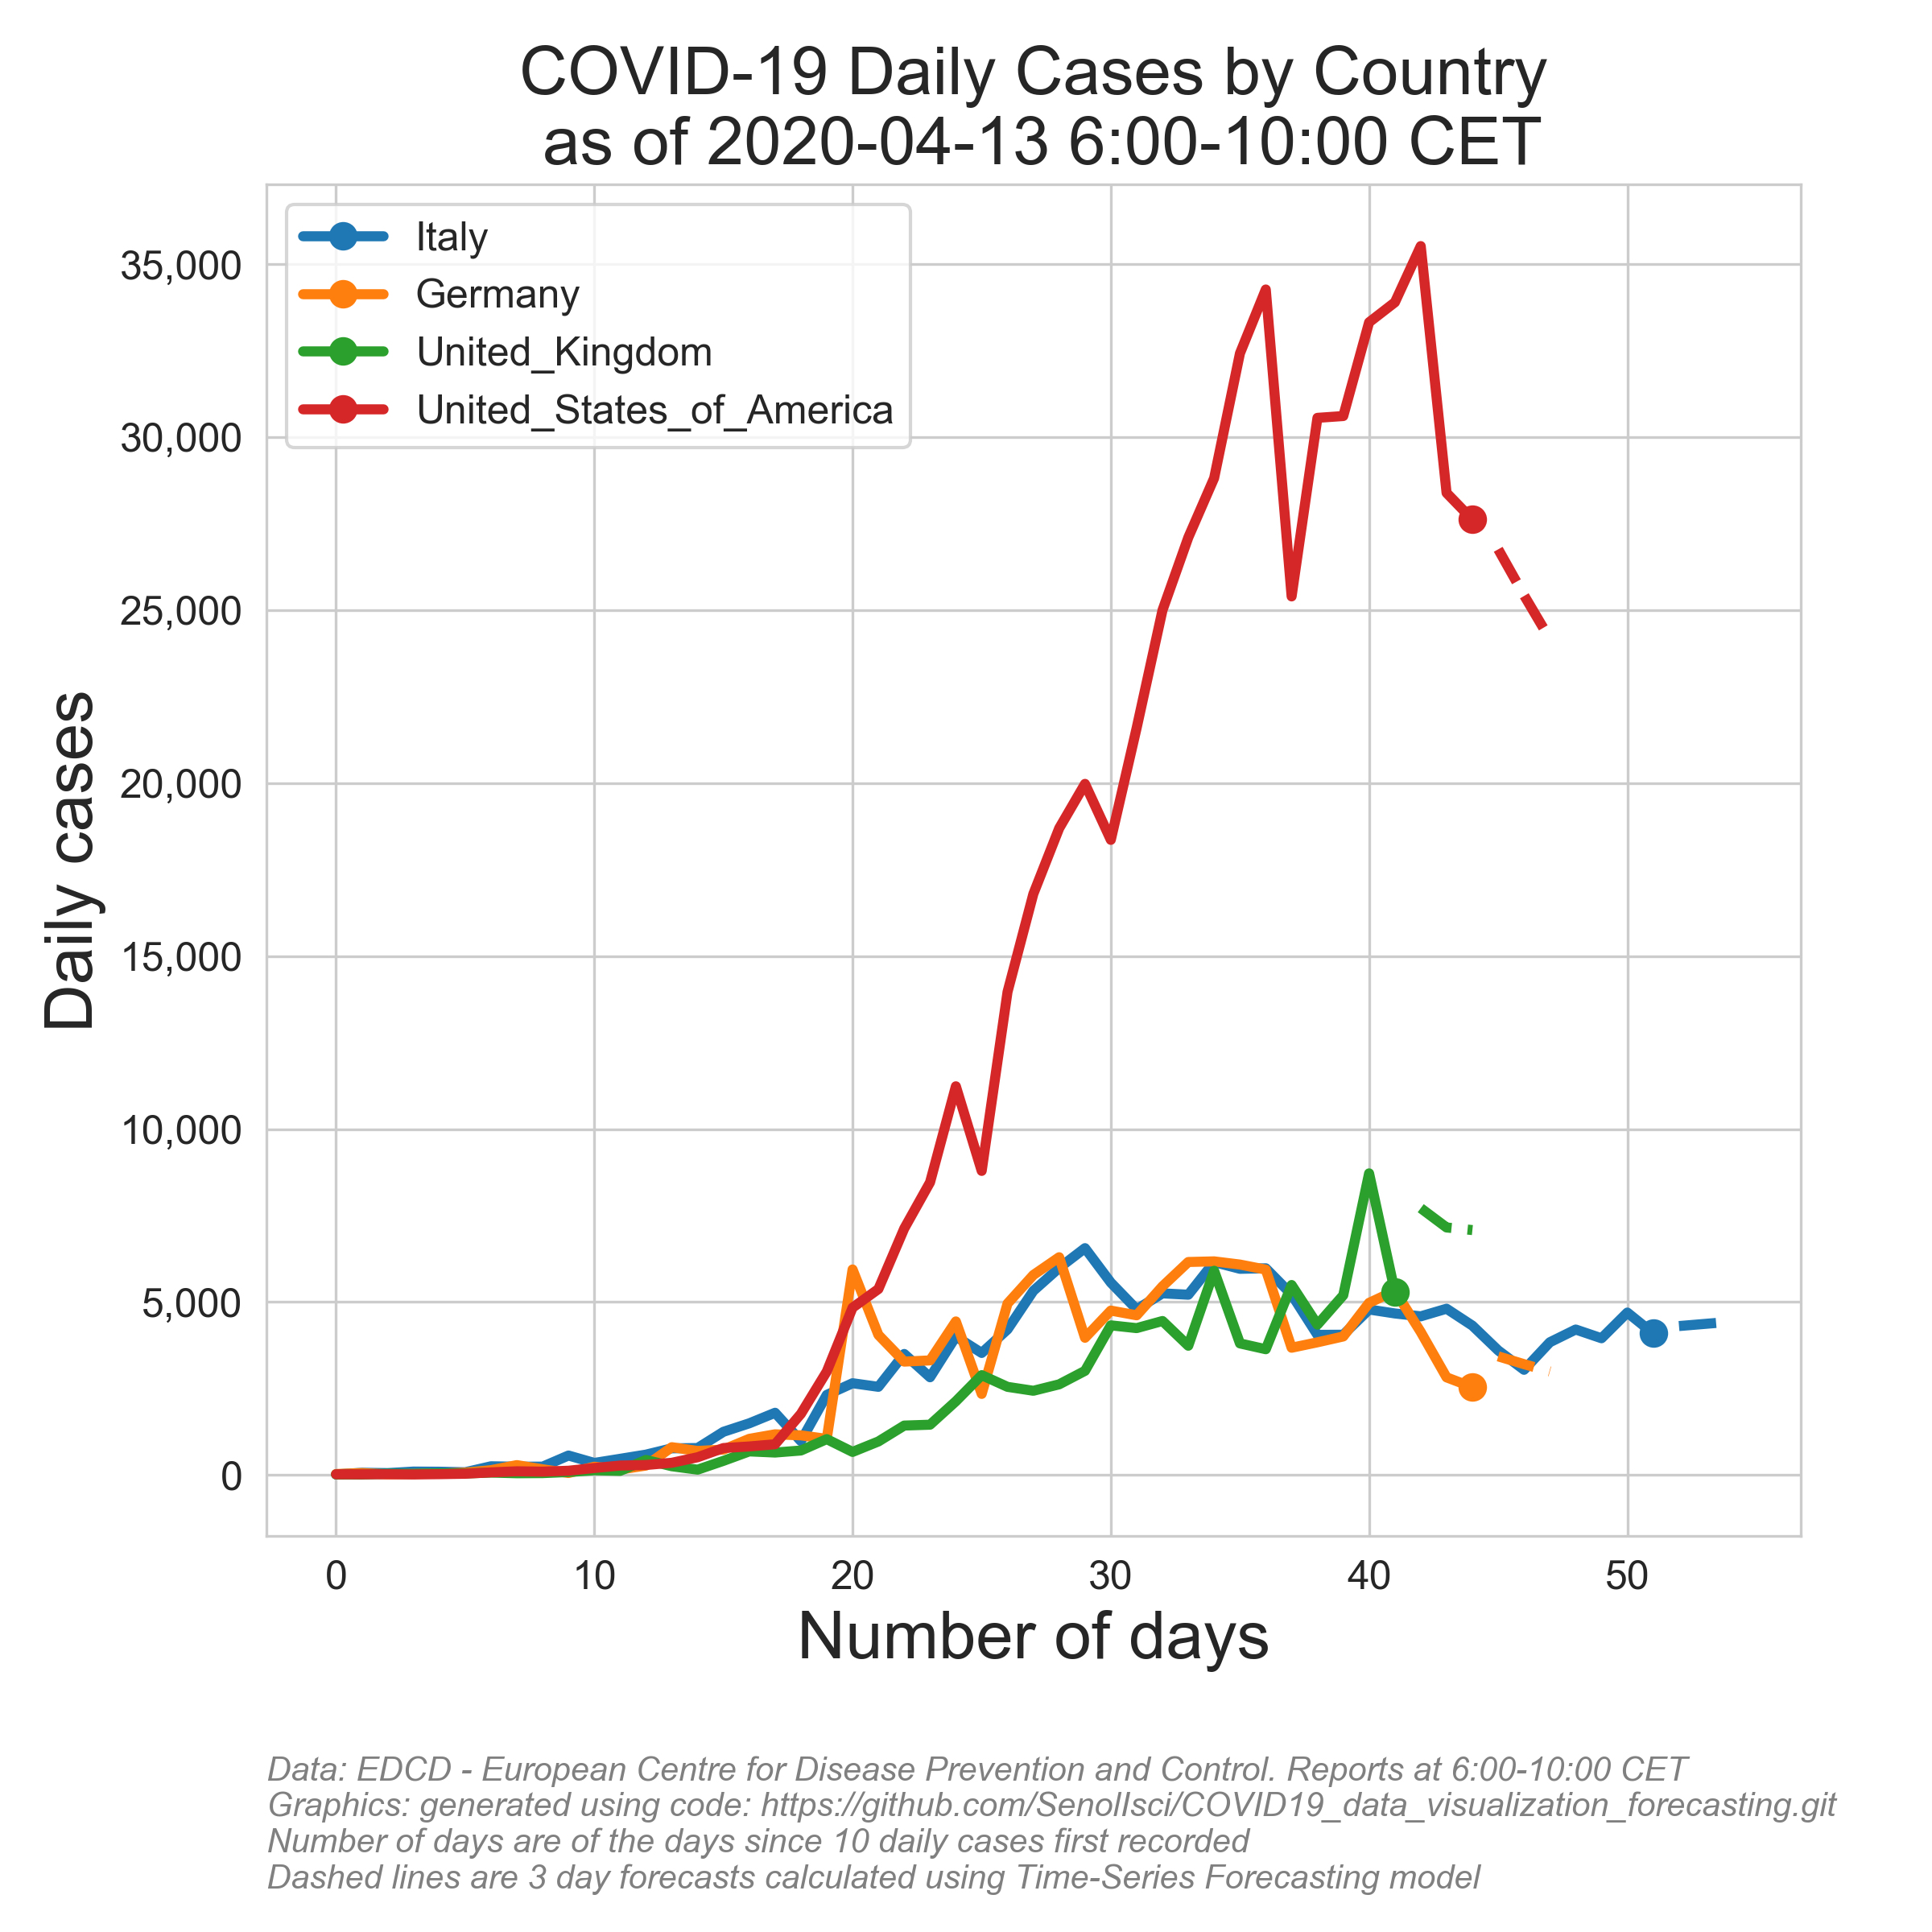 COVID-19 Daily Cases by Country
as of 2020-04-13 6:00-10:00 CET
Italy
Germany
United_Kingdom
United_States_of_America
35,000
30,000
25,000
20,000
15,000
10,000
5,000
0
Daily cases
0 10 20 30 40 50
Number of days
Data: EDCD - European Centre for Disease Prevention and Control. Reports at 6:00-10:00 CET
Graphics: generated using code: https://github.com/SenolIsci/COVID19_data_visualization_forecasting.git
Number of days are of the days since 10 daily cases first recorded
Dashed lines are 3 day forecasts calculated using Time-Series Forecasting model